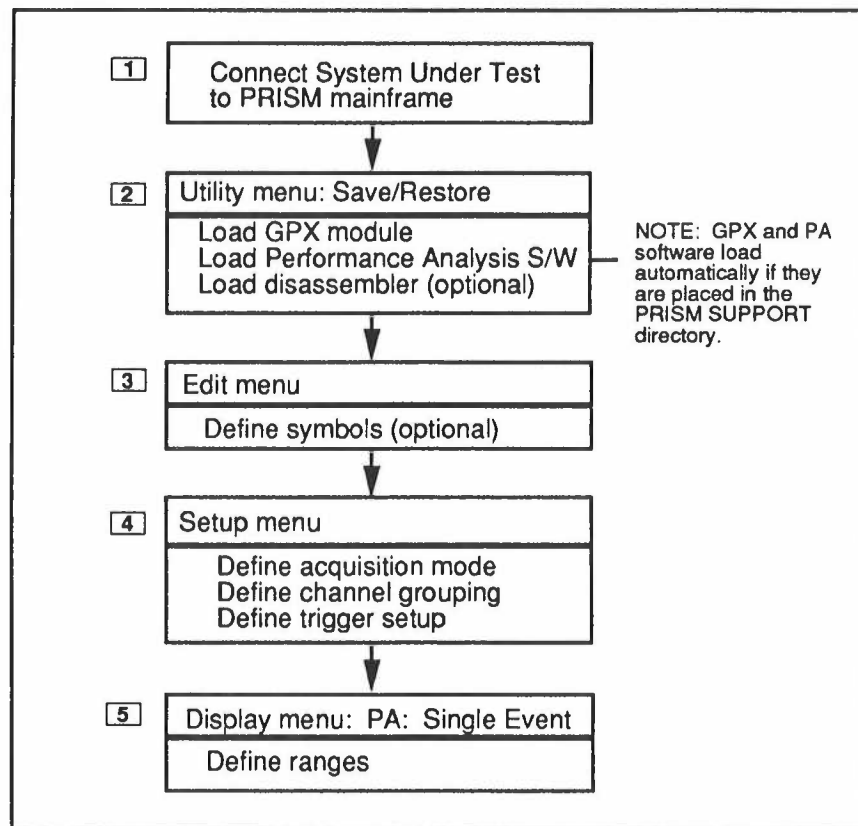 1
Connect System Under Test
to PRISM mainframe
2
Utility menu: Save/Restore
Load GPX module
Load Performance Analysis S/W
Load disassembler (optional)
NOTE: GPX and PA
software load
automatically if they
are placed in the
PRISM SUPPORT
directory.
3
Edit menu
Define symbols (optional)
4
Setup menu
Define acquisition mode
Define channel grouping
Define trigger setup
5
Display menu: PA: Single Event
Define ranges